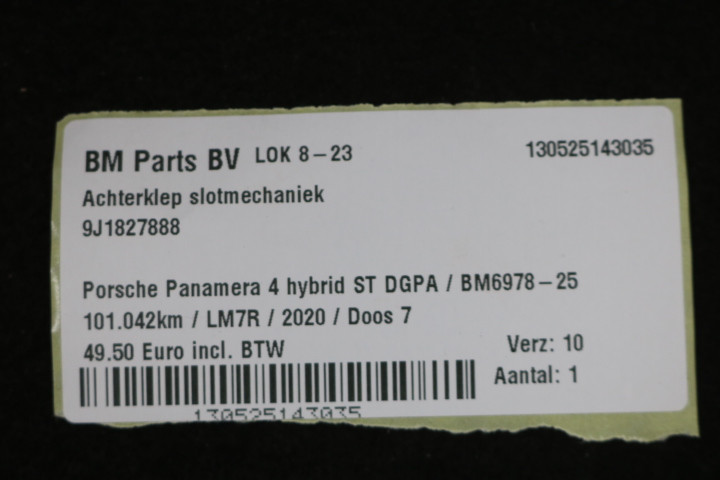 BM Parts BV LOK 8-23 130525143035
Achterklep slotmechaniek
9J1827888
Porsche Panamera 4 hybrid ST DGPA / BM6978-25
101.042km / LM7R / 2020 / Doos 7
49.50 Euro incl. BTW Verz: 10
Aantal: 1
130525143035